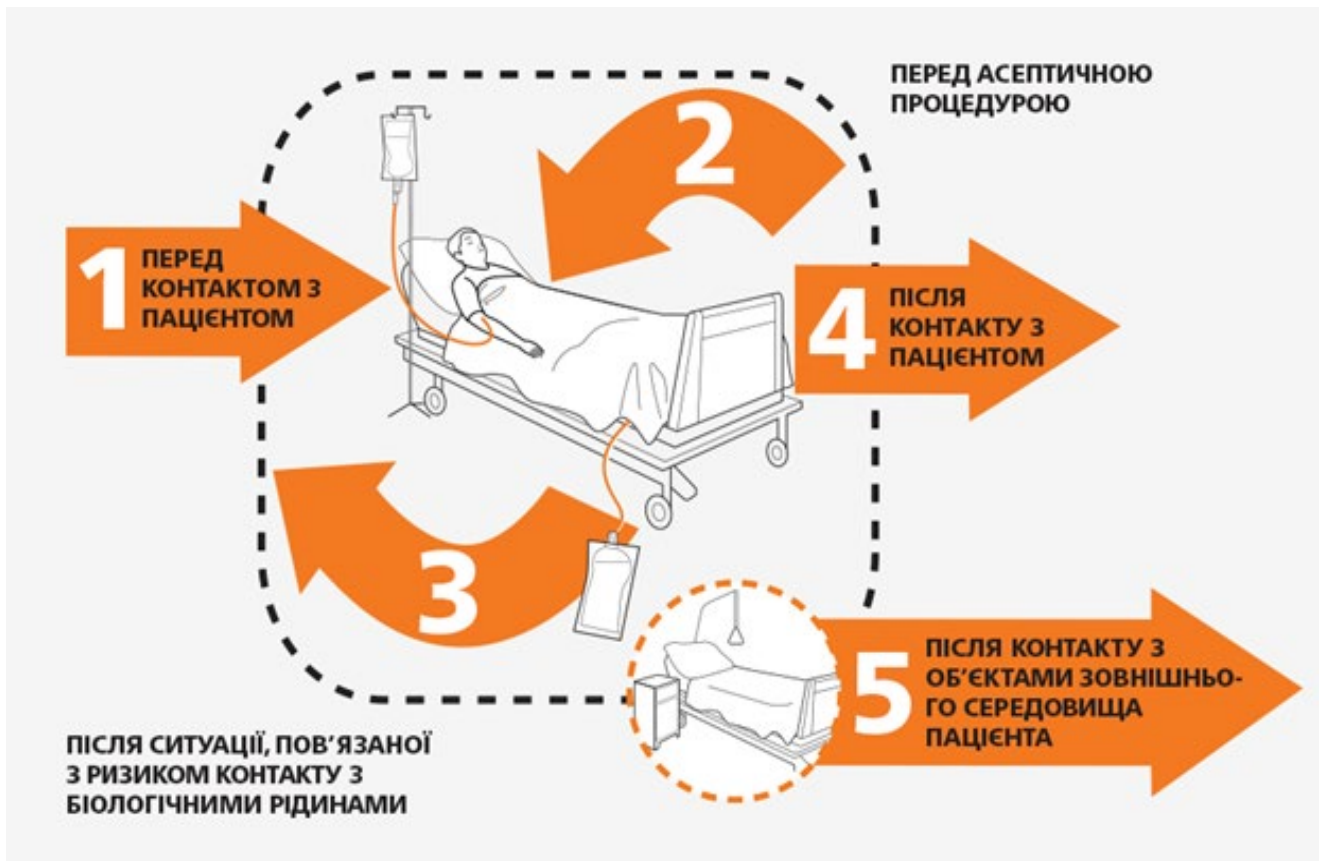 ПЕРЕД АСЕПТИЧНОЮ
ПРОЦЕДУРОЮ
2
1
ПЕРЕД
КОНТАКТОМ З
ПАЦІЄНТОМ
4
ПІСЛЯ
КОНТАКТУ З
ПАЦІЄНТОМ
3
5
ПІСЛЯ КОНТАКТУ З
ОБ’ЄКТАМИ ЗОВНІШНЬО-
ГО СЕРЕДОВИЩА
ПАЦІЄНТА
ПІСЛЯ СИТУАЦІЇ, ПОВ’ЯЗАНОЇ
З РИЗИКОМ КОНТАКТУ З
БІОЛОГІЧНИМИ РІДИНАМИ